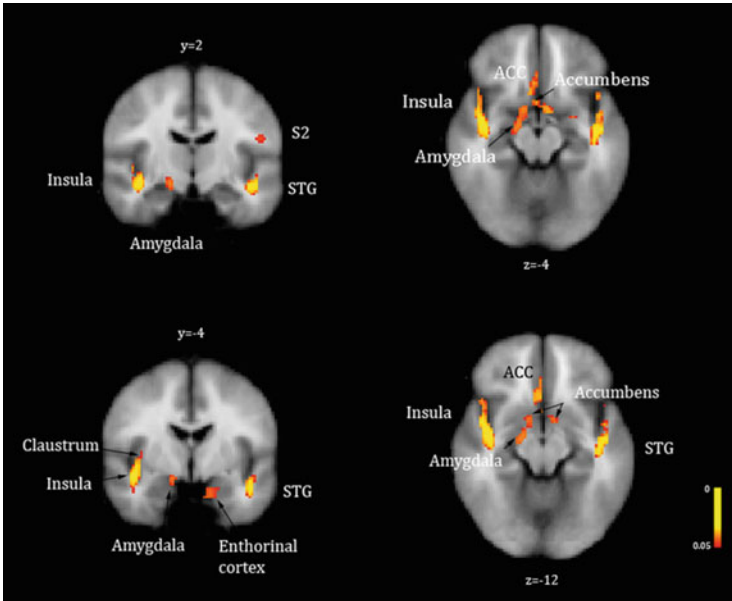 y=2
S2
Insula
STG
Amygdala
ACC
Accumbens
Insula
Amygdala
z=-4
y=-4
Claustrum
Insula
STG
Amygdala
Enthorinal
cortex
ACC
Accumbens
Insula
Amygdala
STG
0
0.05
z=-12